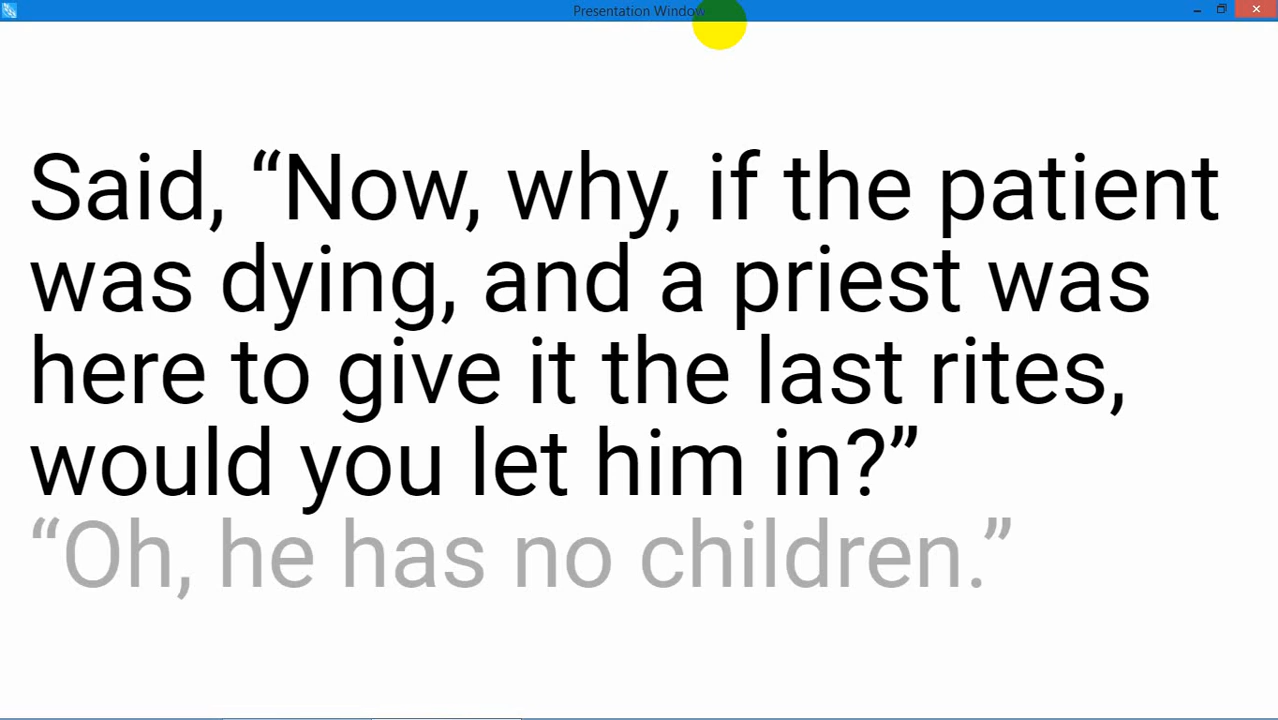 Presentation Window
Said, “Now, why, if the patient
was dying, and a priest was
here to give it the last rites,
would you let him in?”
“Oh, he has no children.”